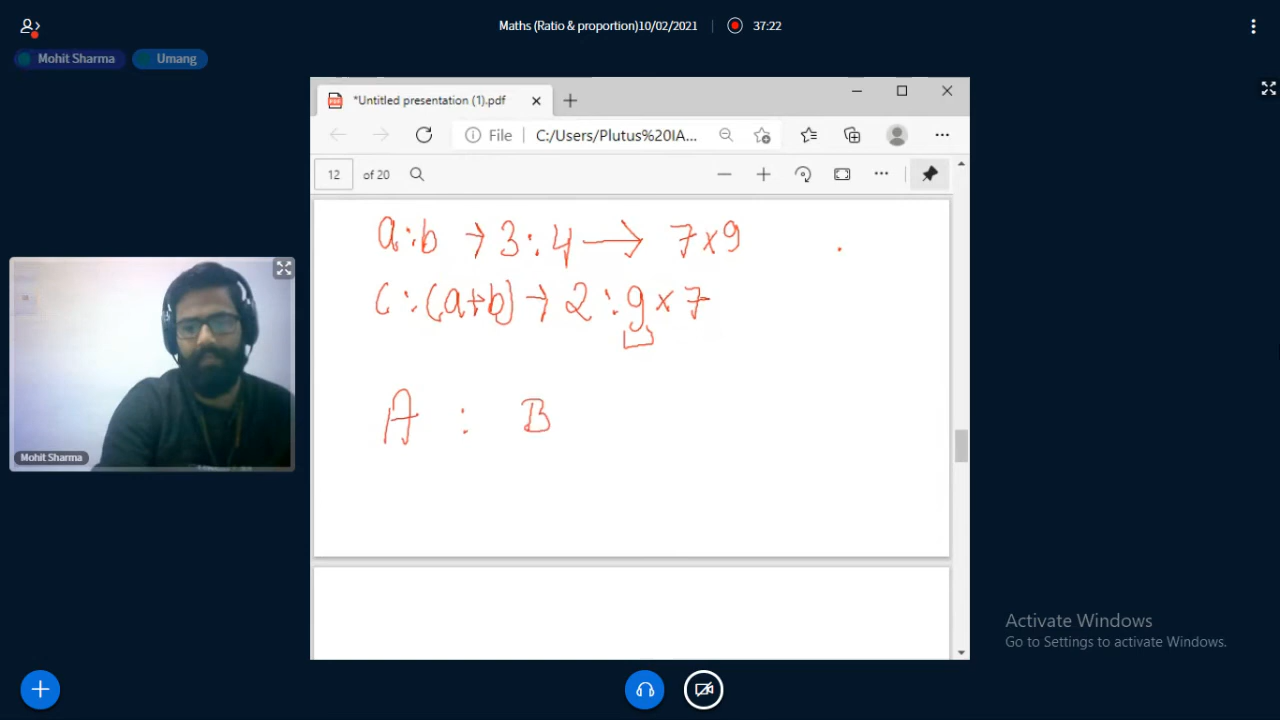 Maths (Ratio & proportion)10/02/2021
37:22
Mohit Sharma
Umang
*Untitled presentation (1).pdf
File
C:/Users/Plutus%20IA...
12
of 20
a:b → 3:4 → 7×9
c:(a+b) → 2:9×7
A : B
Mohit Sharma
Activate Windows
Go to Settings to activate Windows.